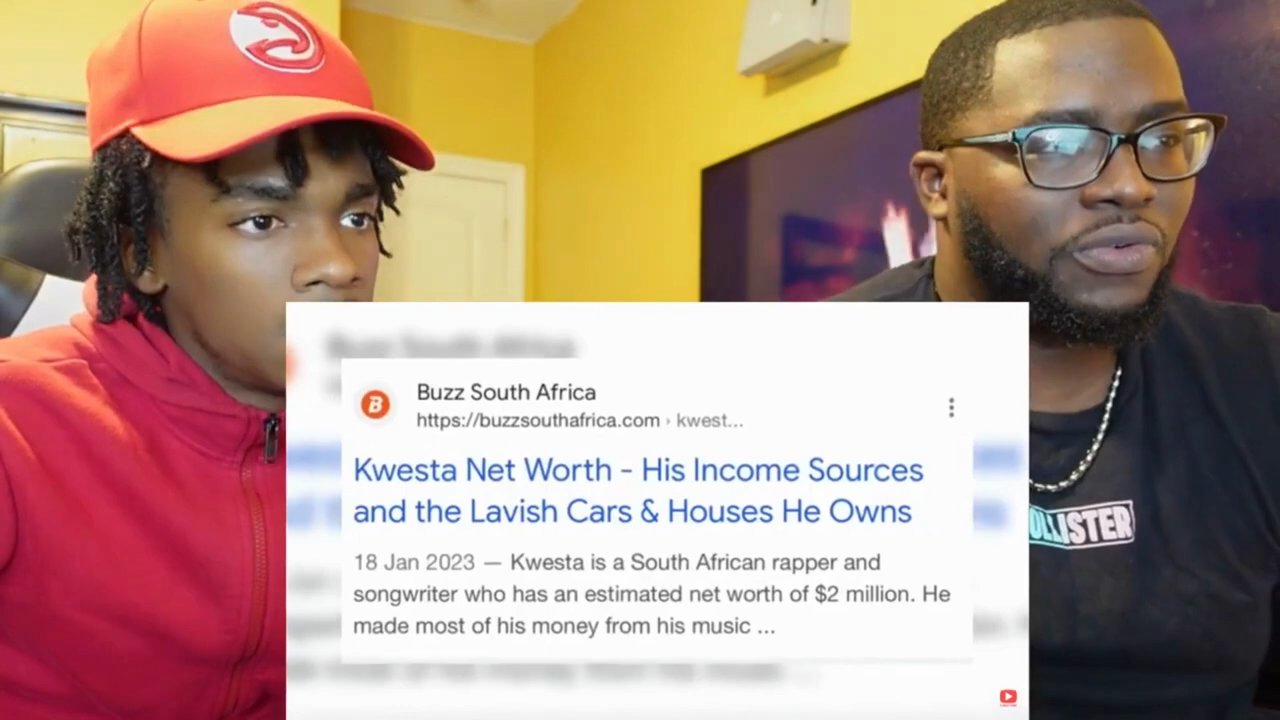 Buzz South Africa
https://buzzsouthafrica.com › kwest...
Kwesta Net Worth - His Income Sources
and the Lavish Cars & Houses He Owns
18 Jan 2023 — Kwesta is a South African rapper and
songwriter who has an estimated net worth of $2 million. He
made most of his money from his music ...
OLLISTER